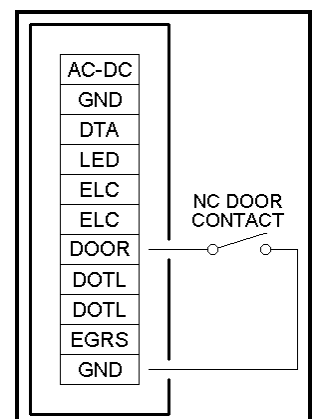 AC-DC
GND
DTA
LED
ELC
ELC
DOOR
DOTL
DOTL
EGRS
GND
NC DOOR
CONTACT